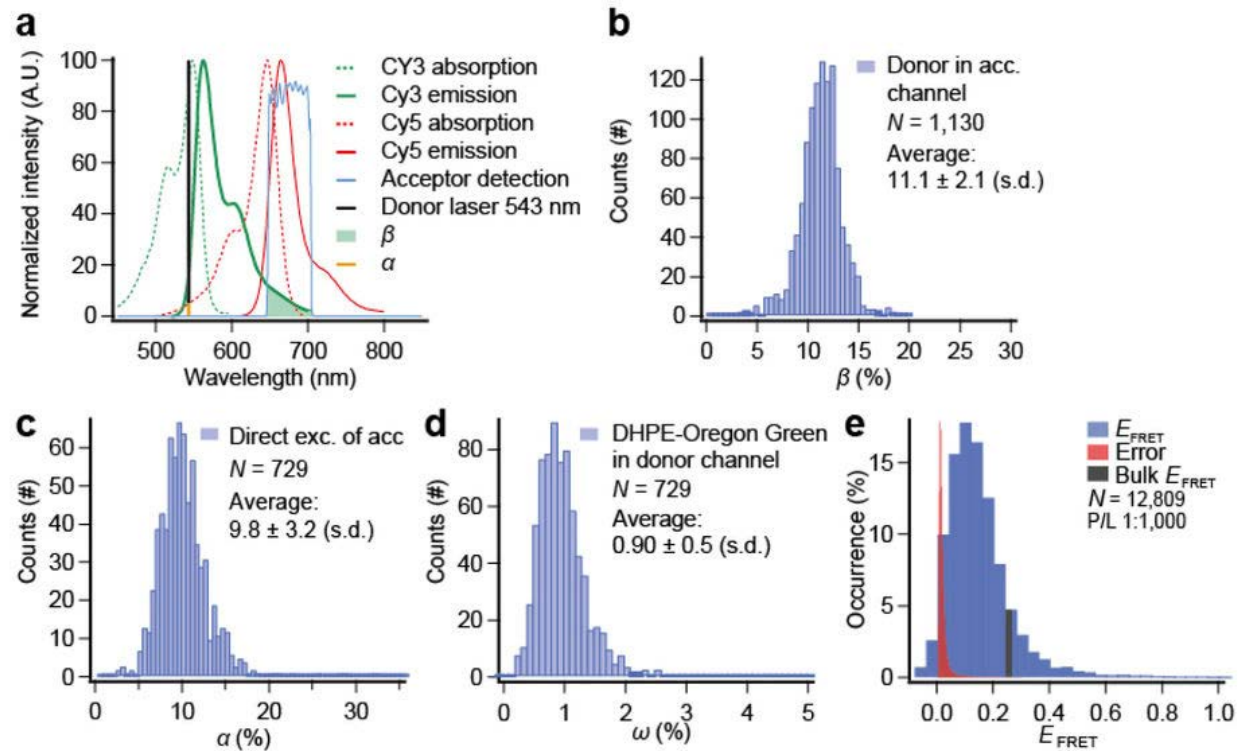 a
Normalized intensity (A.U.)
100
80
60
40
20
0
500 600 700 800
Wavelength (nm)
CY3 absorption
Cy3 emission
Cy5 absorption
Cy5 emission
Acceptor detection
Donor laser 543 nm
β
α
b
Counts (#)
120
100
80
60
40
20
0
0 5 10 15 20 25 30
β (%)
Donor in acc.
channel
N = 1,130
Average:
11.1 ± 2.1 (s.d.)
c
Counts (#)
60
50
40
30
20
10
0
0 10 20 30
α (%)
Direct exc. of acc
N = 729
Average:
9.8 ± 3.2 (s.d.)
d
Counts (#)
80
60
40
20
0
0 1 2 3 4 5
ω (%)
DHPE-Oregon Green
in donor channel
N = 729
Average:
0.90 ± 0.5 (s.d.)
e
Occurrence (%)
15
10
5
0
0.0 0.2 0.4 0.6 0.8 1.0
E FRET
E FRET
Error
Bulk E FRET
N = 12,809
P/L 1:1,000